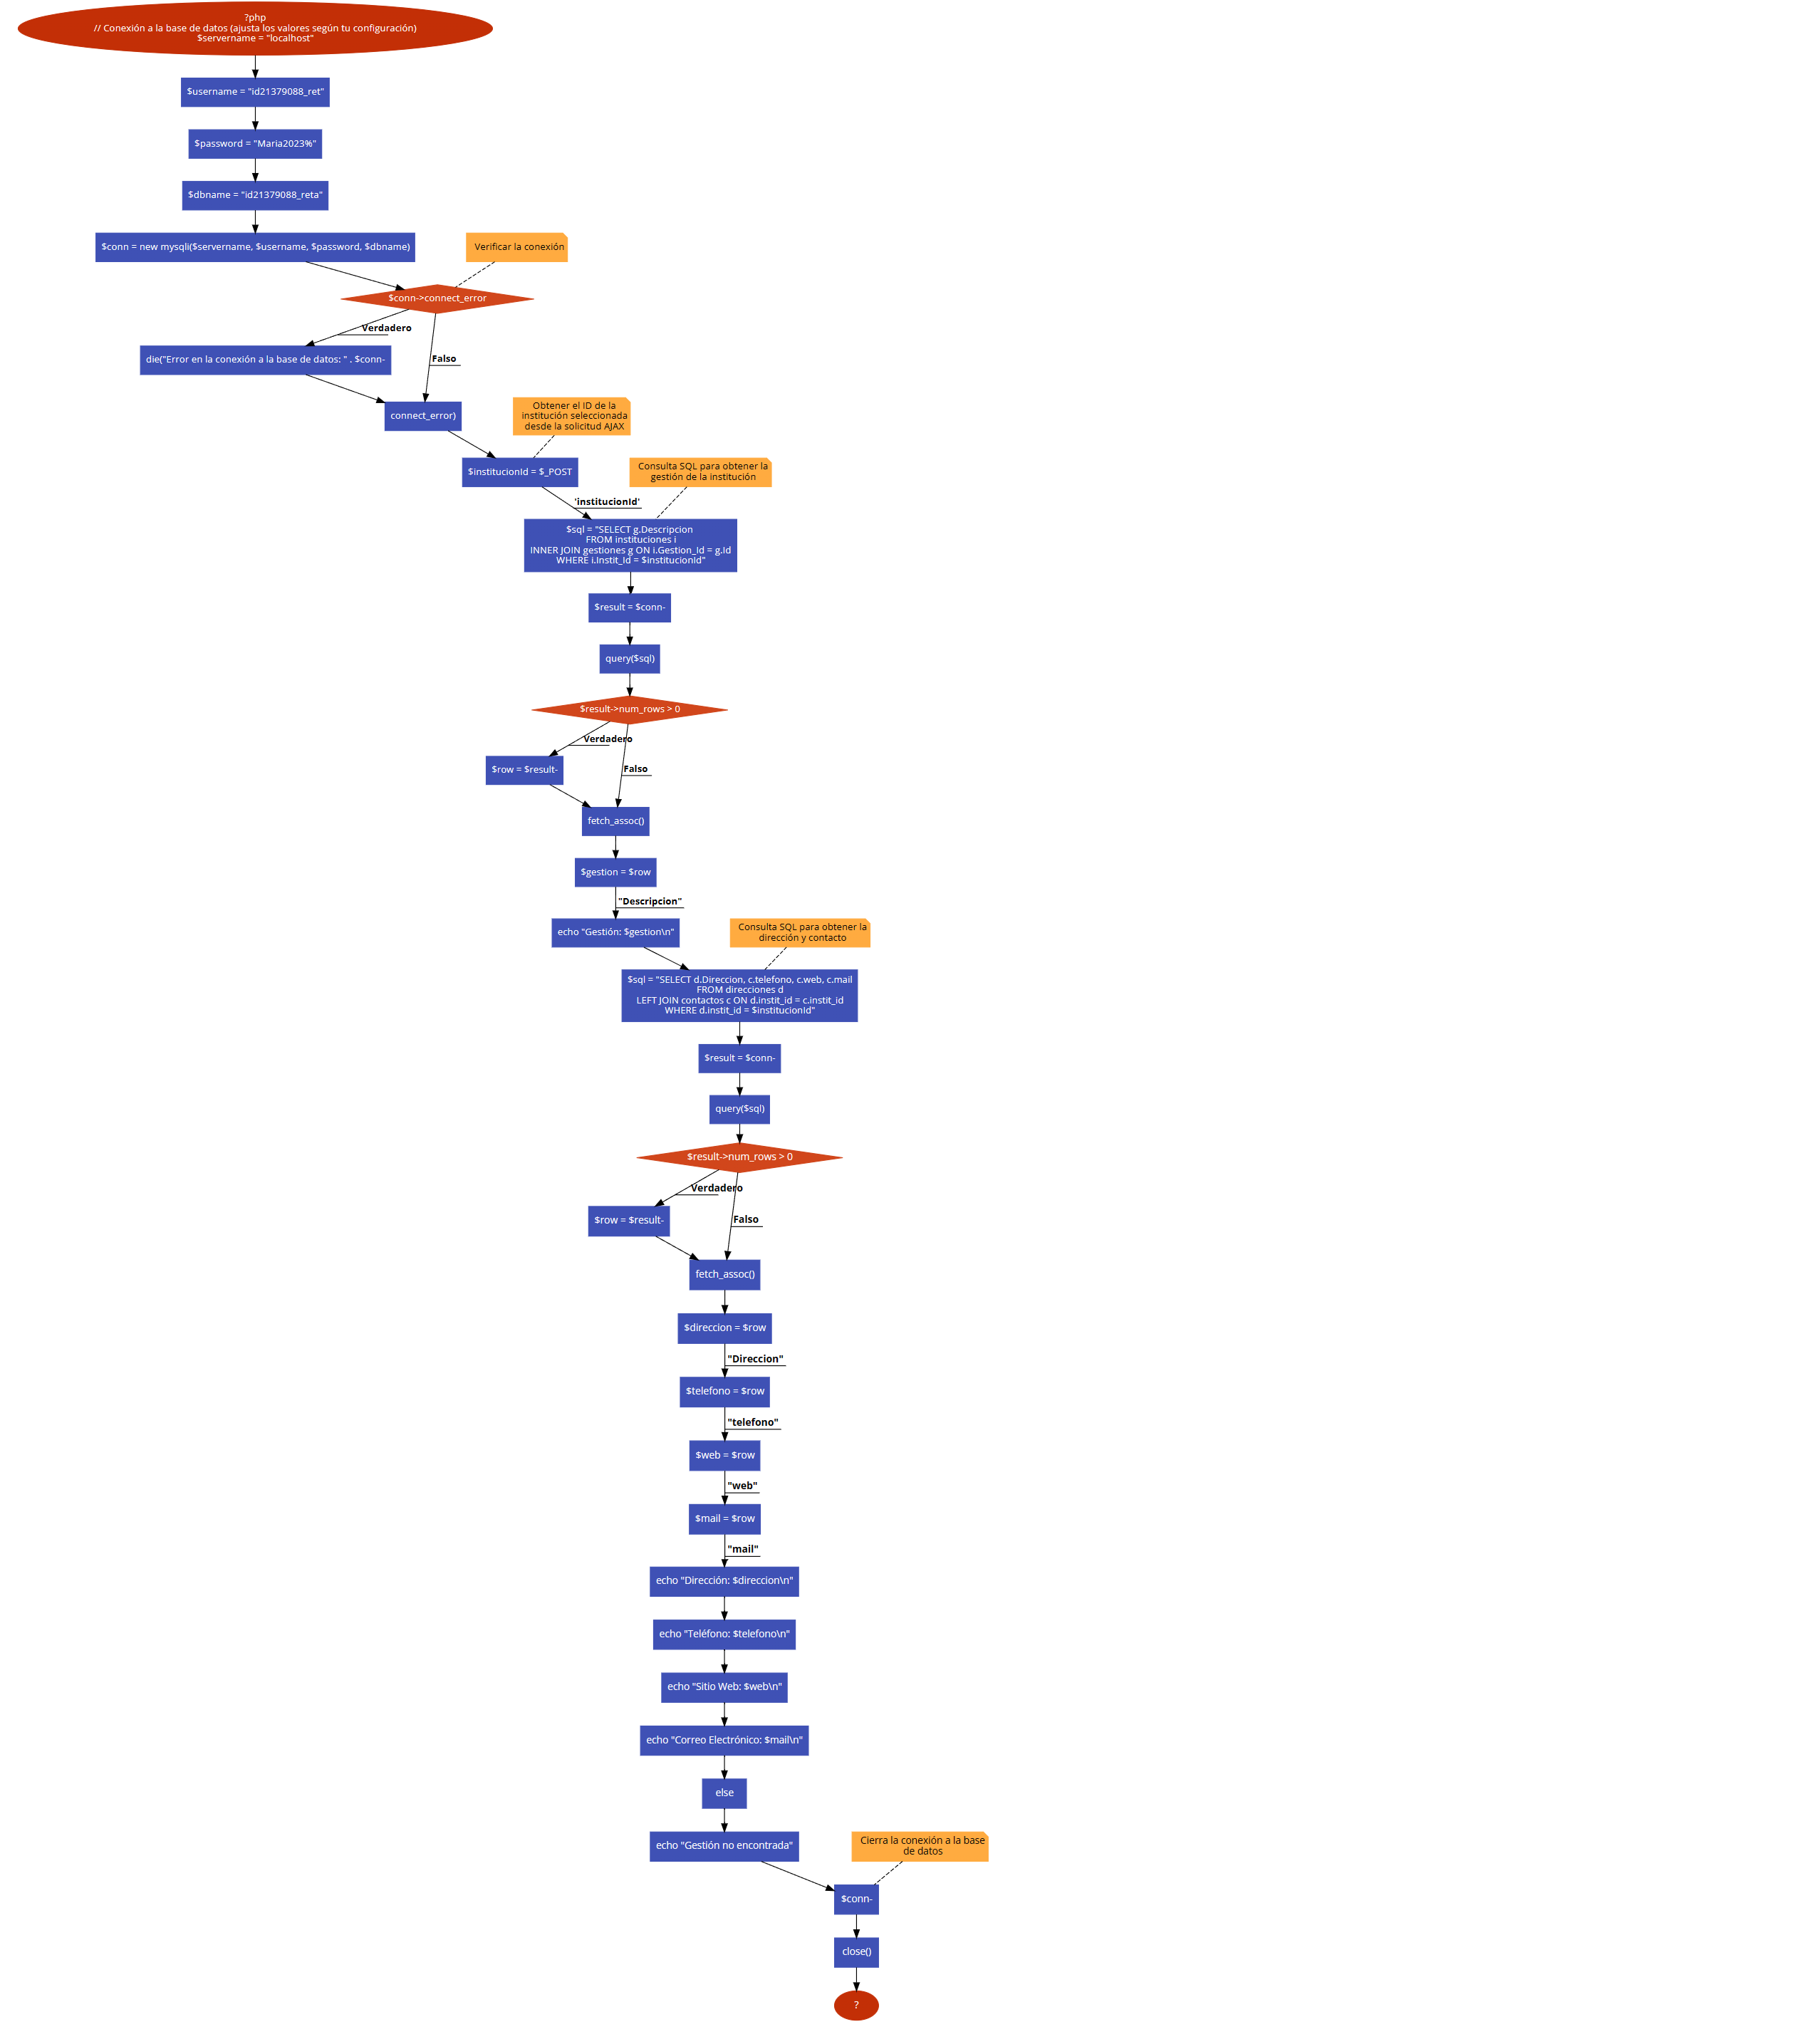 ?php
// Conexión a la base de datos (ajusta los valores según tu configuración)
$servername = "localhost"
$username = "id21379088_ret"
$password = "Maria2023%"
$dbname = "id21379088_reta"
$conn = new mysqli($servername, $username, $password, $dbname)
Verificar la conexión
$conn->connect_error
Verdadero
die("Error en la conexión a la base de datos: " . $conn-
Falso
connect_error)
Obtener el ID de la
institución seleccionada
desde la solicitud AJAX
$institucionId = $_POST
Consulta SQL para obtener la
gestión de la institución
'institucionId'
$sql = "SELECT g.Descripcion
FROM instituciones i
INNER JOIN gestiones g ON i.Gestion_Id = g.Id
WHERE i.Instit_Id = $institucionId"
$result = $conn-
query($sql)
$result->num_rows > 0
Verdadero
$row = $result-
Falso
fetch_assoc()
$gestion = $row
"Descripcion"
echo "Gestión: $gestion\n"
Consulta SQL para obtener la
dirección y contacto
$sql = "SELECT d.Direccion, c.telefono, c.web, c.mail
FROM direcciones d
LEFT JOIN contactos c ON d.instit_id = c.instit_id
WHERE d.instit_id = $institucionId"
$result = $conn-
query($sql)
$result->num_rows > 0
Verdadero
$row = $result-
Falso
fetch_assoc()
$direccion = $row
"Direccion"
$telefono = $row
"telefono"
$web = $row
"web"
$mail = $row
"mail"
echo "Dirección: $direccion\n"
echo "Teléfono: $telefono\n"
echo "Sitio Web: $web\n"
echo "Correo Electrónico: $mail\n"
else
echo "Gestión no encontrada"
Cierra la conexión a la base
de datos
$conn-
close()
?